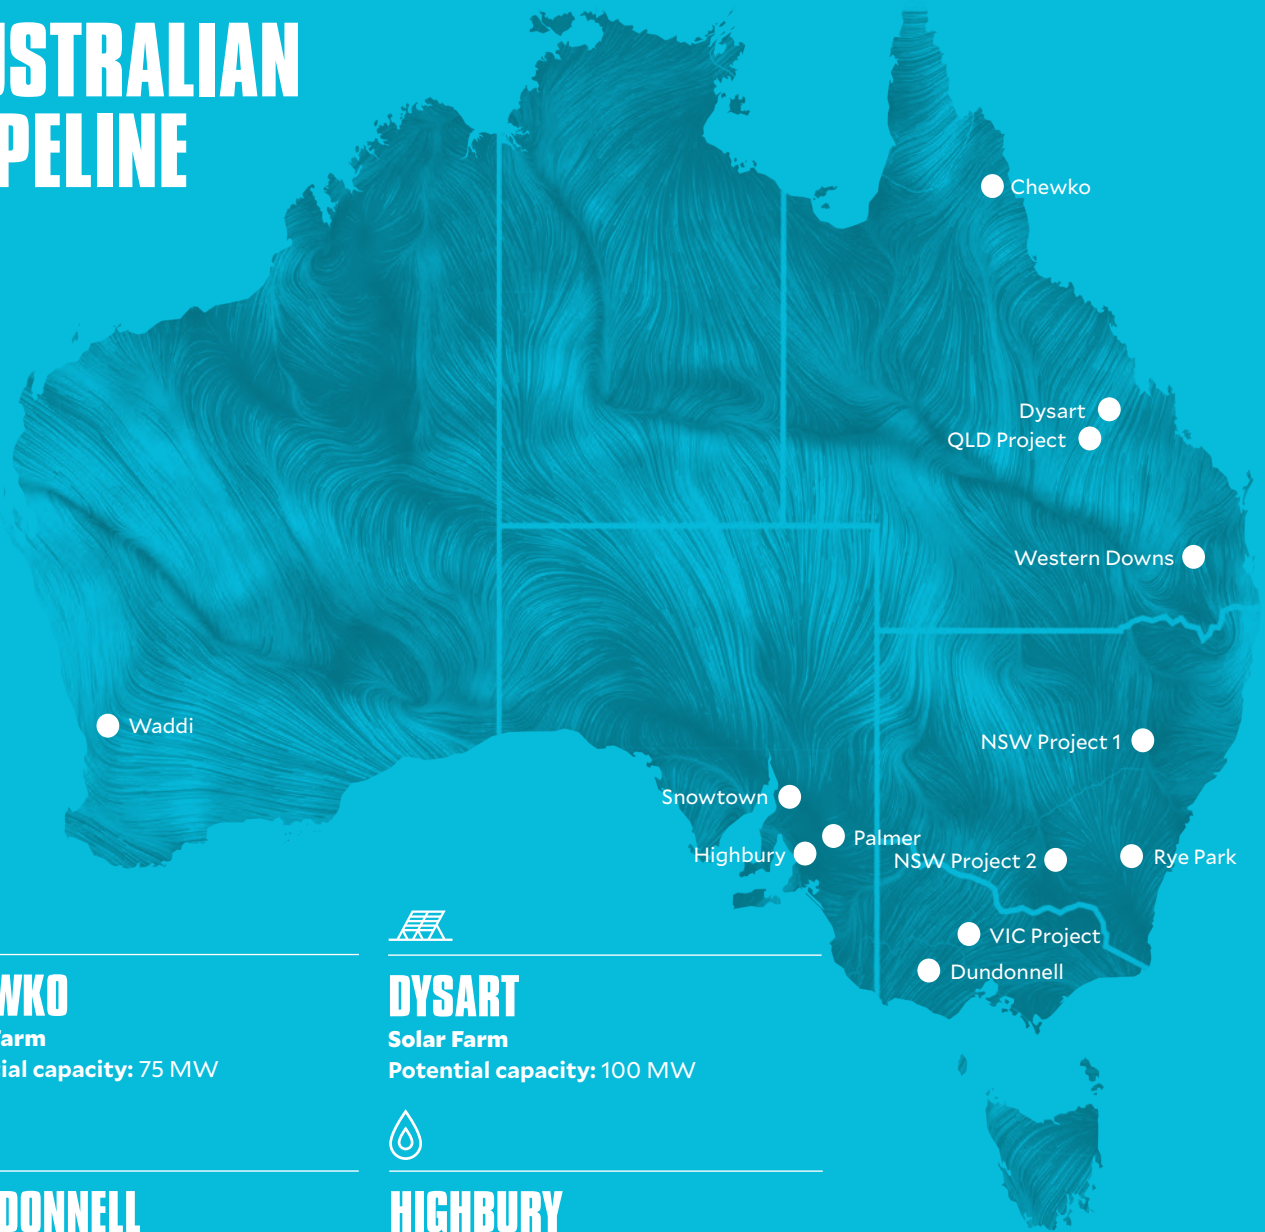 USTRALIAN
PELINE
Chewko
Dysart
QLD Project
Western Downs
Waddi
NSW Project 1
Snowtown
Palmer
Highbury
NSW Project 2
Rye Park
VIC Project
Dundonnell
WKO
Farm
ial capacity: 75 MW
DYSART
Solar Farm
Potential capacity: 100 MW
DONNELL
HIGHBURY